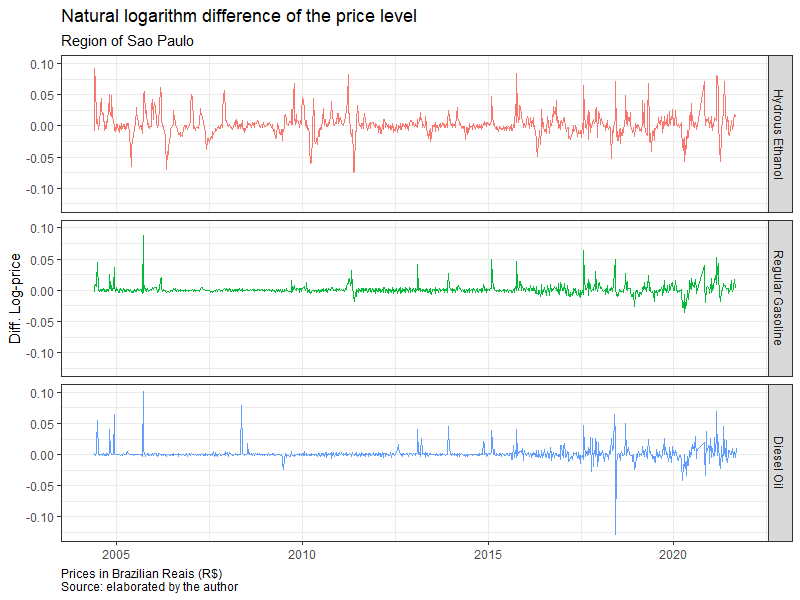 Natural logarithm difference of the price level
Region of Sao Paulo
Diff. Log-price
0.10
0.05
0.00
-0.05
-0.10
Hydrous Ethanol
0.10
0.05
0.00
-0.05
-0.10
Regular Gasoline
0.10
0.05
0.00
-0.05
-0.10
Diesel Oil
2005
2010
2015
2020
Prices in Brazilian Reais (R$)
Source: elaborated by the author